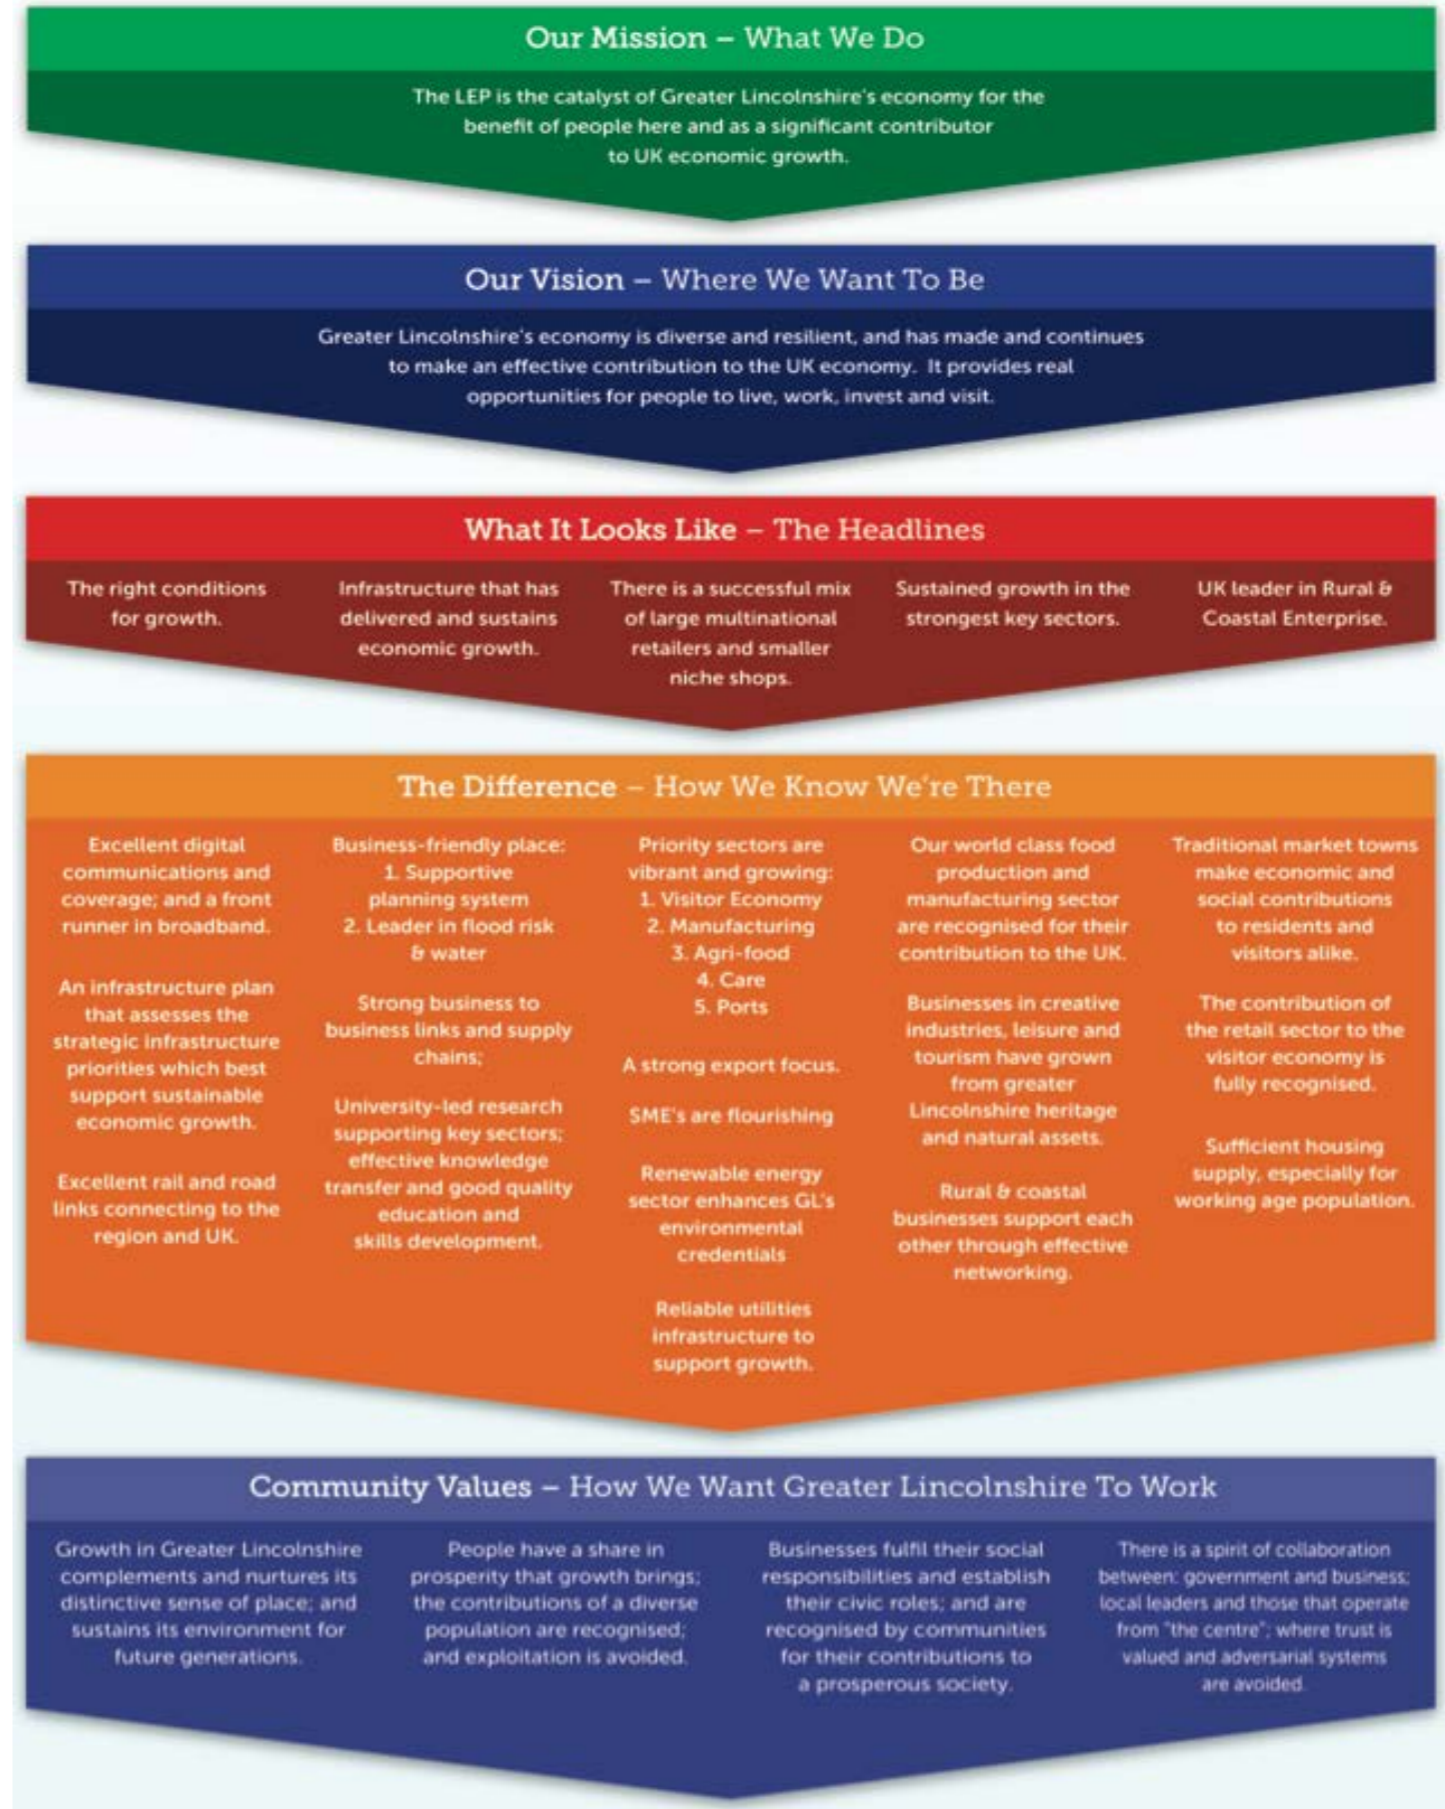 Our Mission – What We Do
The LEP is the catalyst of Greater Lincolnshire's economy for the
benefit of people here and as a significant contributor
to UK economic growth.
Our Vision – Where We Want To Be
Greater Lincolnshire's economy is diverse and resilient, and has made and continues
to make an effective contribution to the UK economy. It provides real
opportunities for people to live, work, invest and visit.
What It Looks Like – The Headlines
The right conditions
for growth.
Infrastructure that has
delivered and sustains
economic growth.
There is a successful mix
of large multinational
retailers and smaller
niche shops.
Sustained growth in the
strongest key sectors.
UK leader in Rural &
Coastal Enterprise.
The Difference – How We Know We're There
Excellent digital
communications and
coverage; and a front
runner in broadband.
An infrastructure plan
that assesses the
strategic infrastructure
priorities which best
support sustainable
economic growth.
Excellent rail and road
links connecting to the
region and UK.
Business-friendly place:
1. Supportive
planning system
2. Leader in flood risk
& water
Strong business to
business links and supply
chains;
University-led research
supporting key sectors;
effective knowledge
transfer and good quality
education and
skills development.
Priority sectors are
vibrant and growing:
1. Visitor Economy
2. Manufacturing
3. Agri-food
4. Care
5. Ports
A strong export focus.
SME's are flourishing
Renewable energy
sector enhances GL's
environmental
credentials
Reliable utilities
infrastructure to
support growth.
Our world class food
production and
manufacturing sector
are recognised for their
contribution to the UK.
Businesses in creative
industries, leisure and
tourism have grown
from greater
Lincolnshire heritage
and natural assets.
Rural & coastal
businesses support each
other through effective
networking.
Traditional market towns
make economic and
social contributions
to residents and
visitors alike.
The contribution of
the retail sector to the
visitor economy is
fully recognised.
Sufficient housing
supply, especially for
working age population.
Community Values – How We Want Greater Lincolnshire To Work
Growth in Greater Lincolnshire
complements and nurtures its
distinctive sense of place; and
sustains its environment for
future generations.
People have a share in
prosperity that growth brings;
the contributions of a diverse
population are recognised;
and exploitation is avoided.
Businesses fulfil their social
responsibilities and establish
their civic roles; and are
recognised by communities
for their contributions to
a prosperous society.
There is a spirit of collaboration
between: government and business;
local leaders and those that operate
from "the centre"; where trust is
valued and adversarial systems
are avoided.